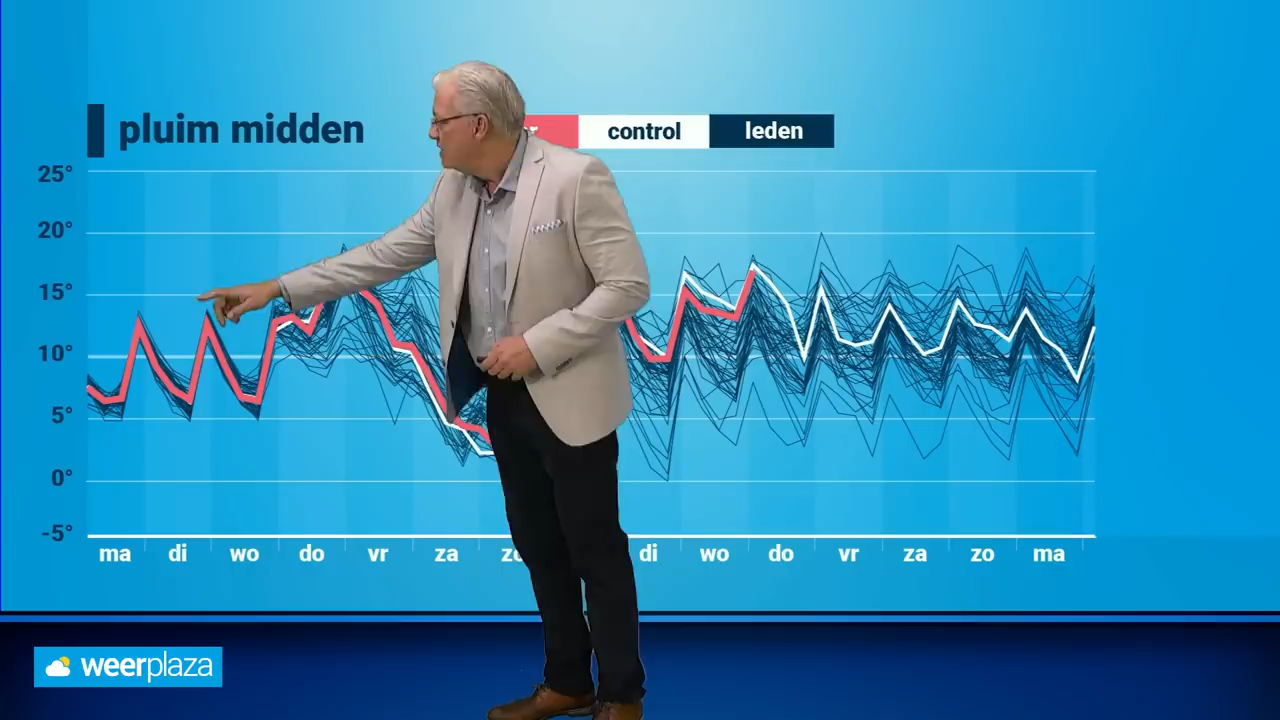 pluim midden
control
leden
25°
20°
15°
10°
5°
0°
-5°
ma di wo do vr za di wo do vr za zo ma
weerplaza